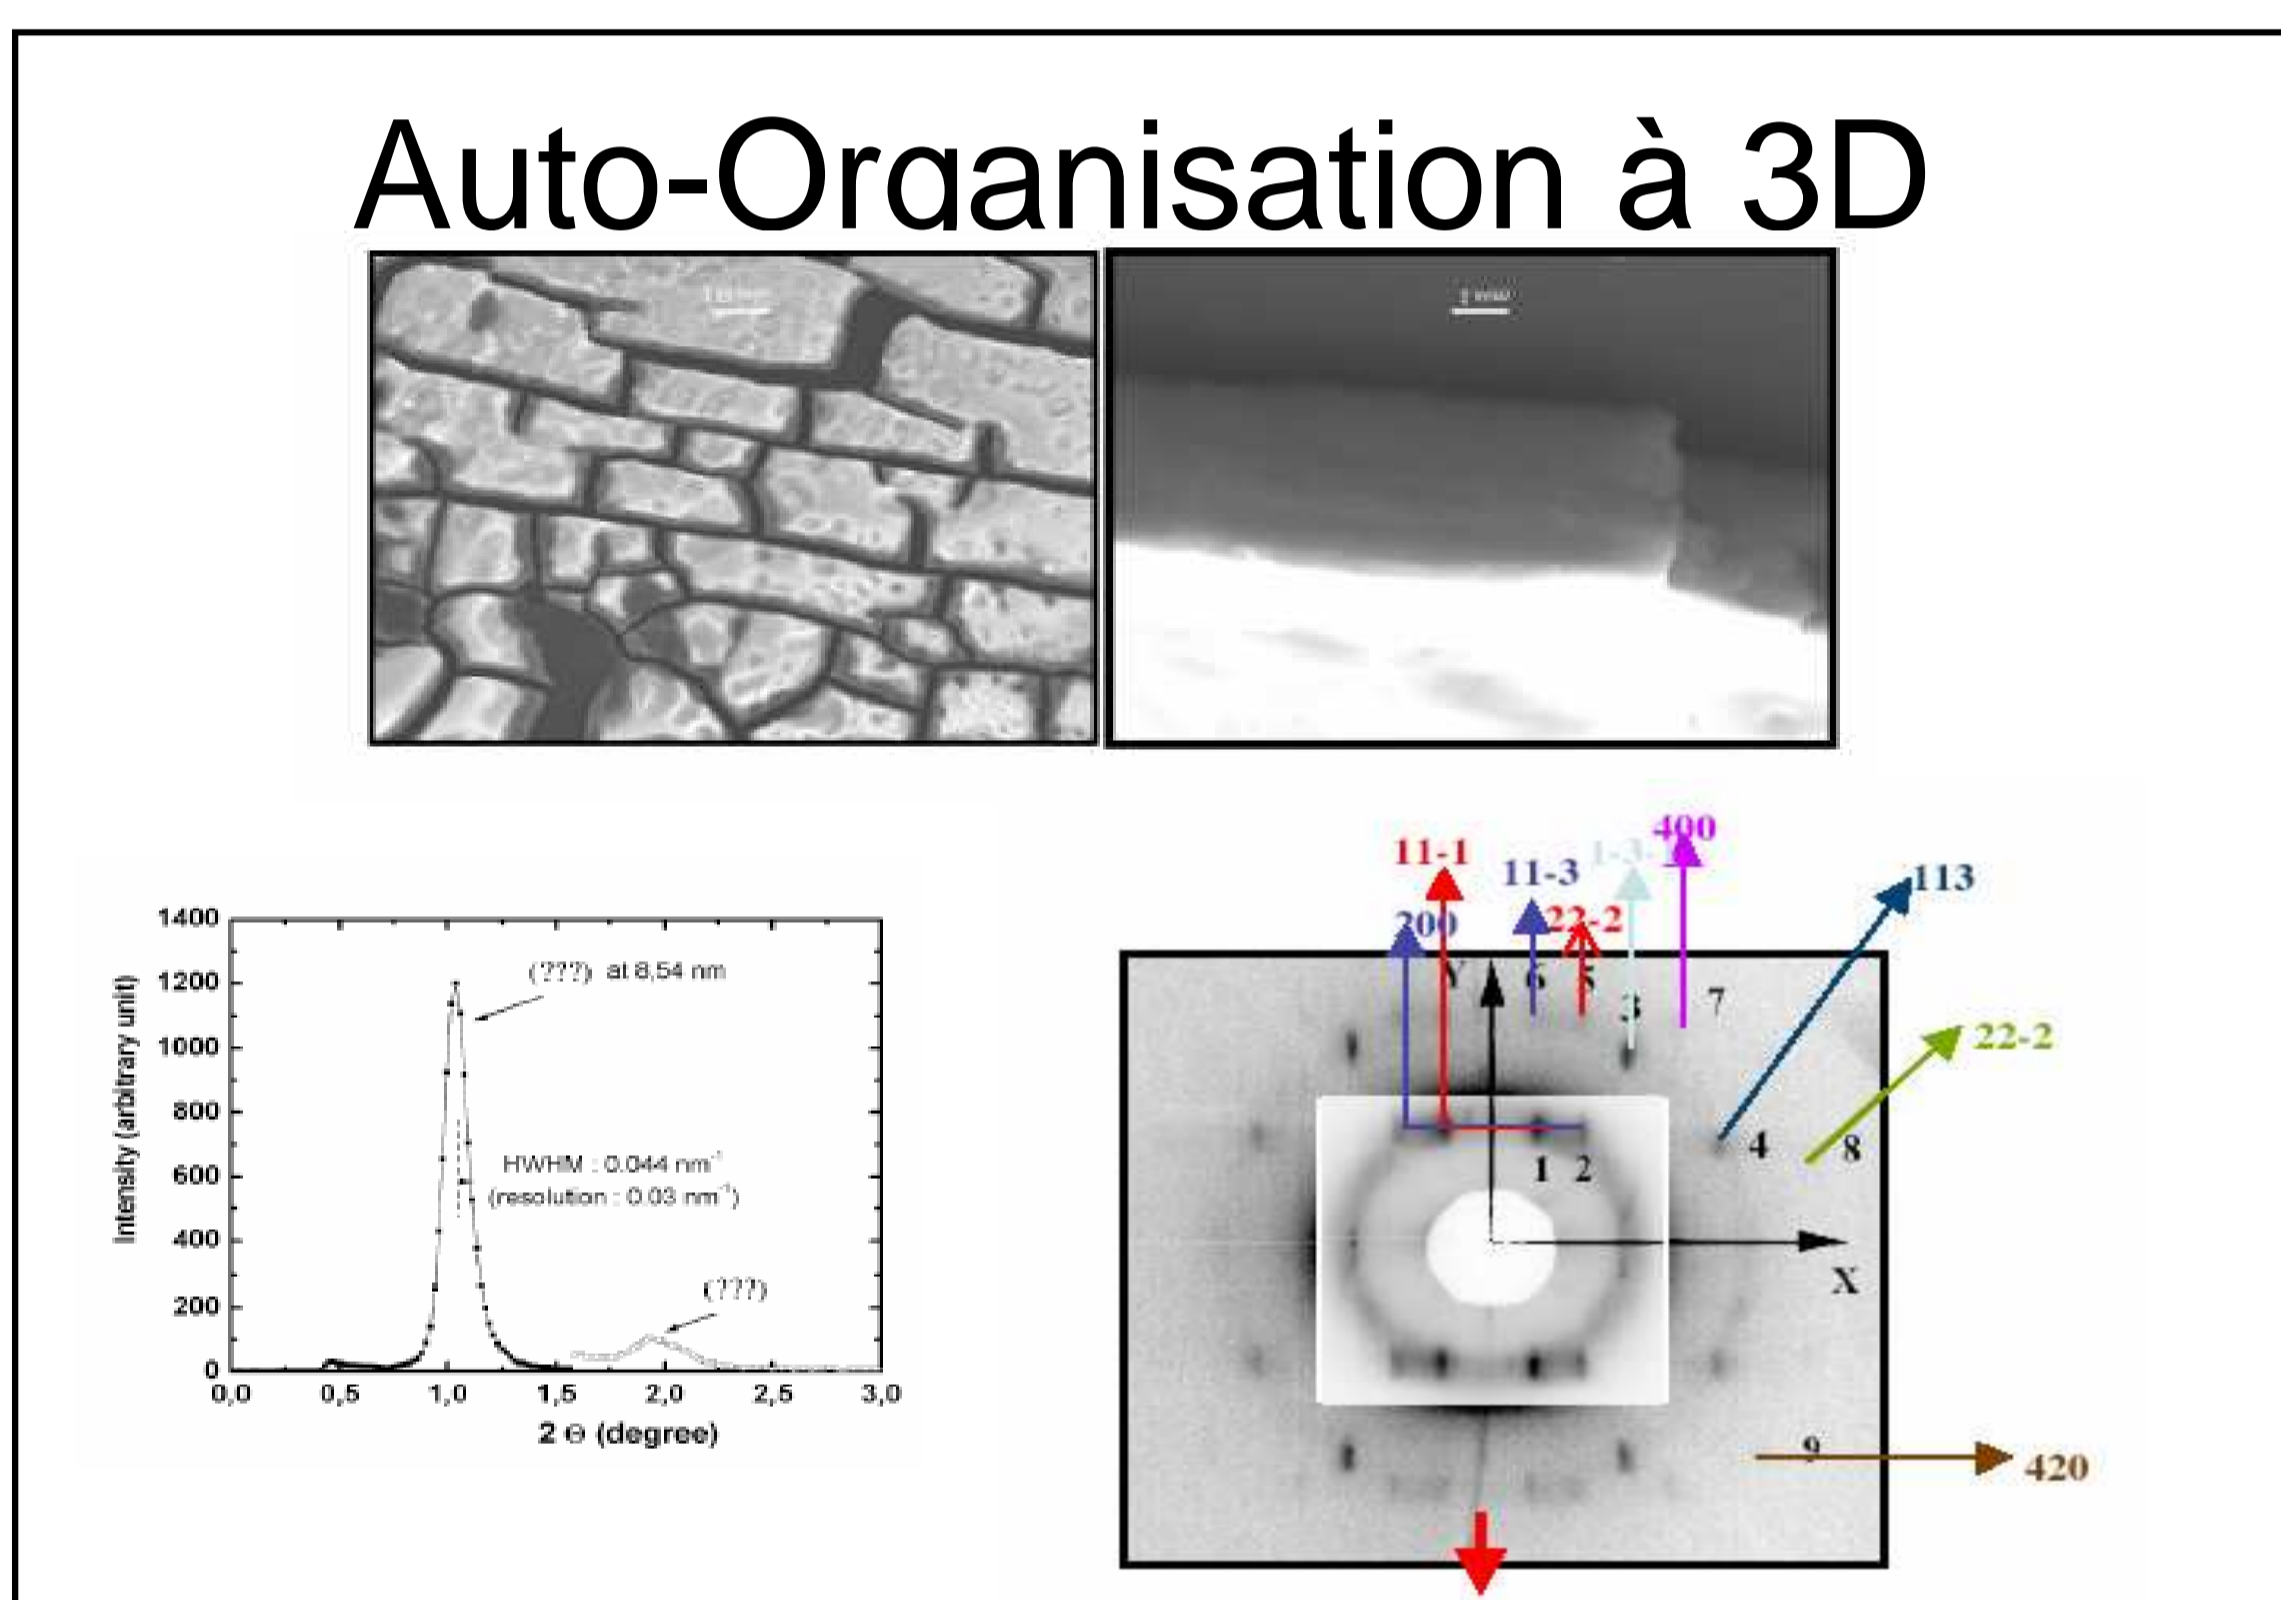 Auto-Organisation à 3D
400
11-1
11-3
113
200
22-2
Y
6
5
3
7
22-2
4
8
1
2
X
9
420
1400
1200
1000
800
600
400
200
0
(???) at 8,54 nm
HWHM : 0.044 nm-1
(resolution : 0.03 nm-1)
(???)
Intensity (arbitrary unit)
0,0 0,5 1,0 1,5 2,0 2,5 3,0
2 Θ (degree)